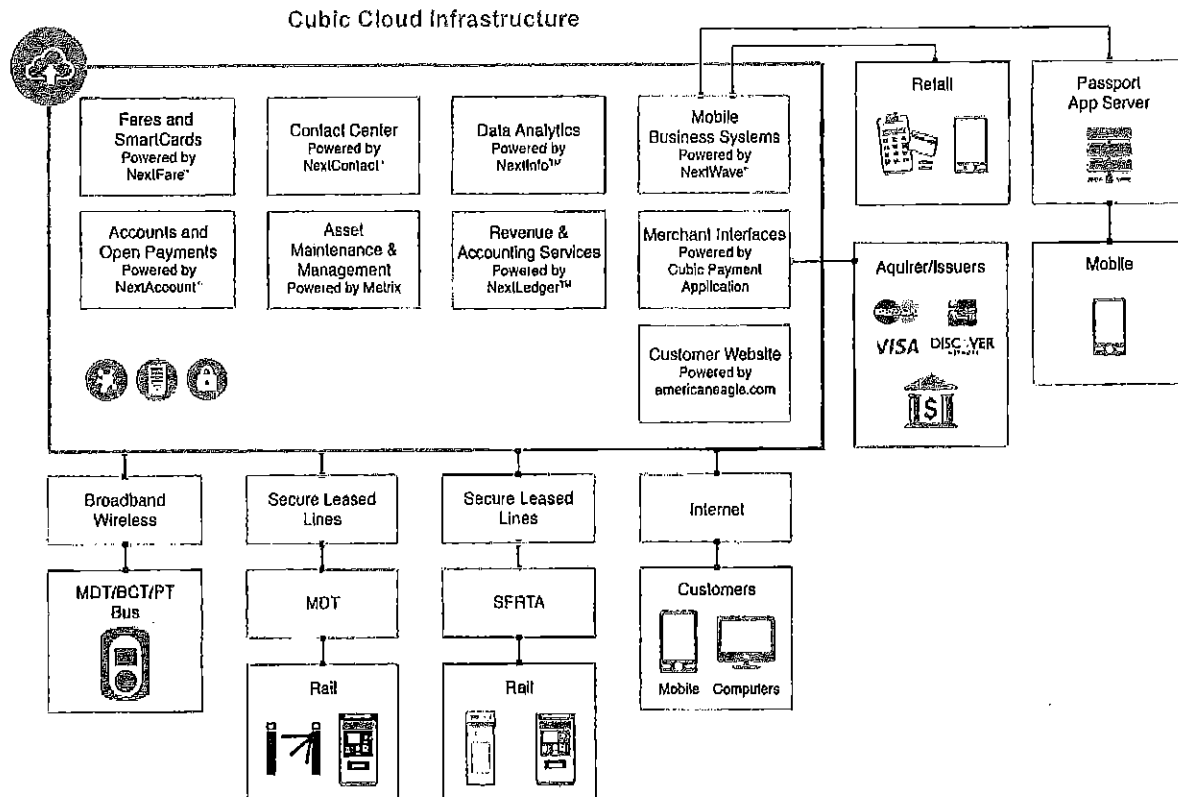 Cubic Cloud Infrastructure
Fares and
SmartCards
Powered by
NextFare®
Contact Center
Powered by
NextContact®
Data Analytics
Powered by
NextInfo™
Mobile
Business Systems
Powered by
NextWave®
Retail
Passport
App Server
Accounts and
Open Payments
Powered by
NextAccount®
Asset
Maintenance &
Management
Powered by Metrix
Revenue &
Accounting Services
Powered by
NextLedger™
Merchant Interfaces
Powered by
Cubic Payment
Application
Aquirer/Issuers
VISA
DISCOVER
Mobile
Customer Website
Powered by
americaneagle.com
$
Broadband
Wireless
Secure Leased
Lines
Secure Leased
Lines
Internet
MDT/BCT/PT
Bus
MDT
SFRTA
Customers
Mobile
Computers
Rail
Rail